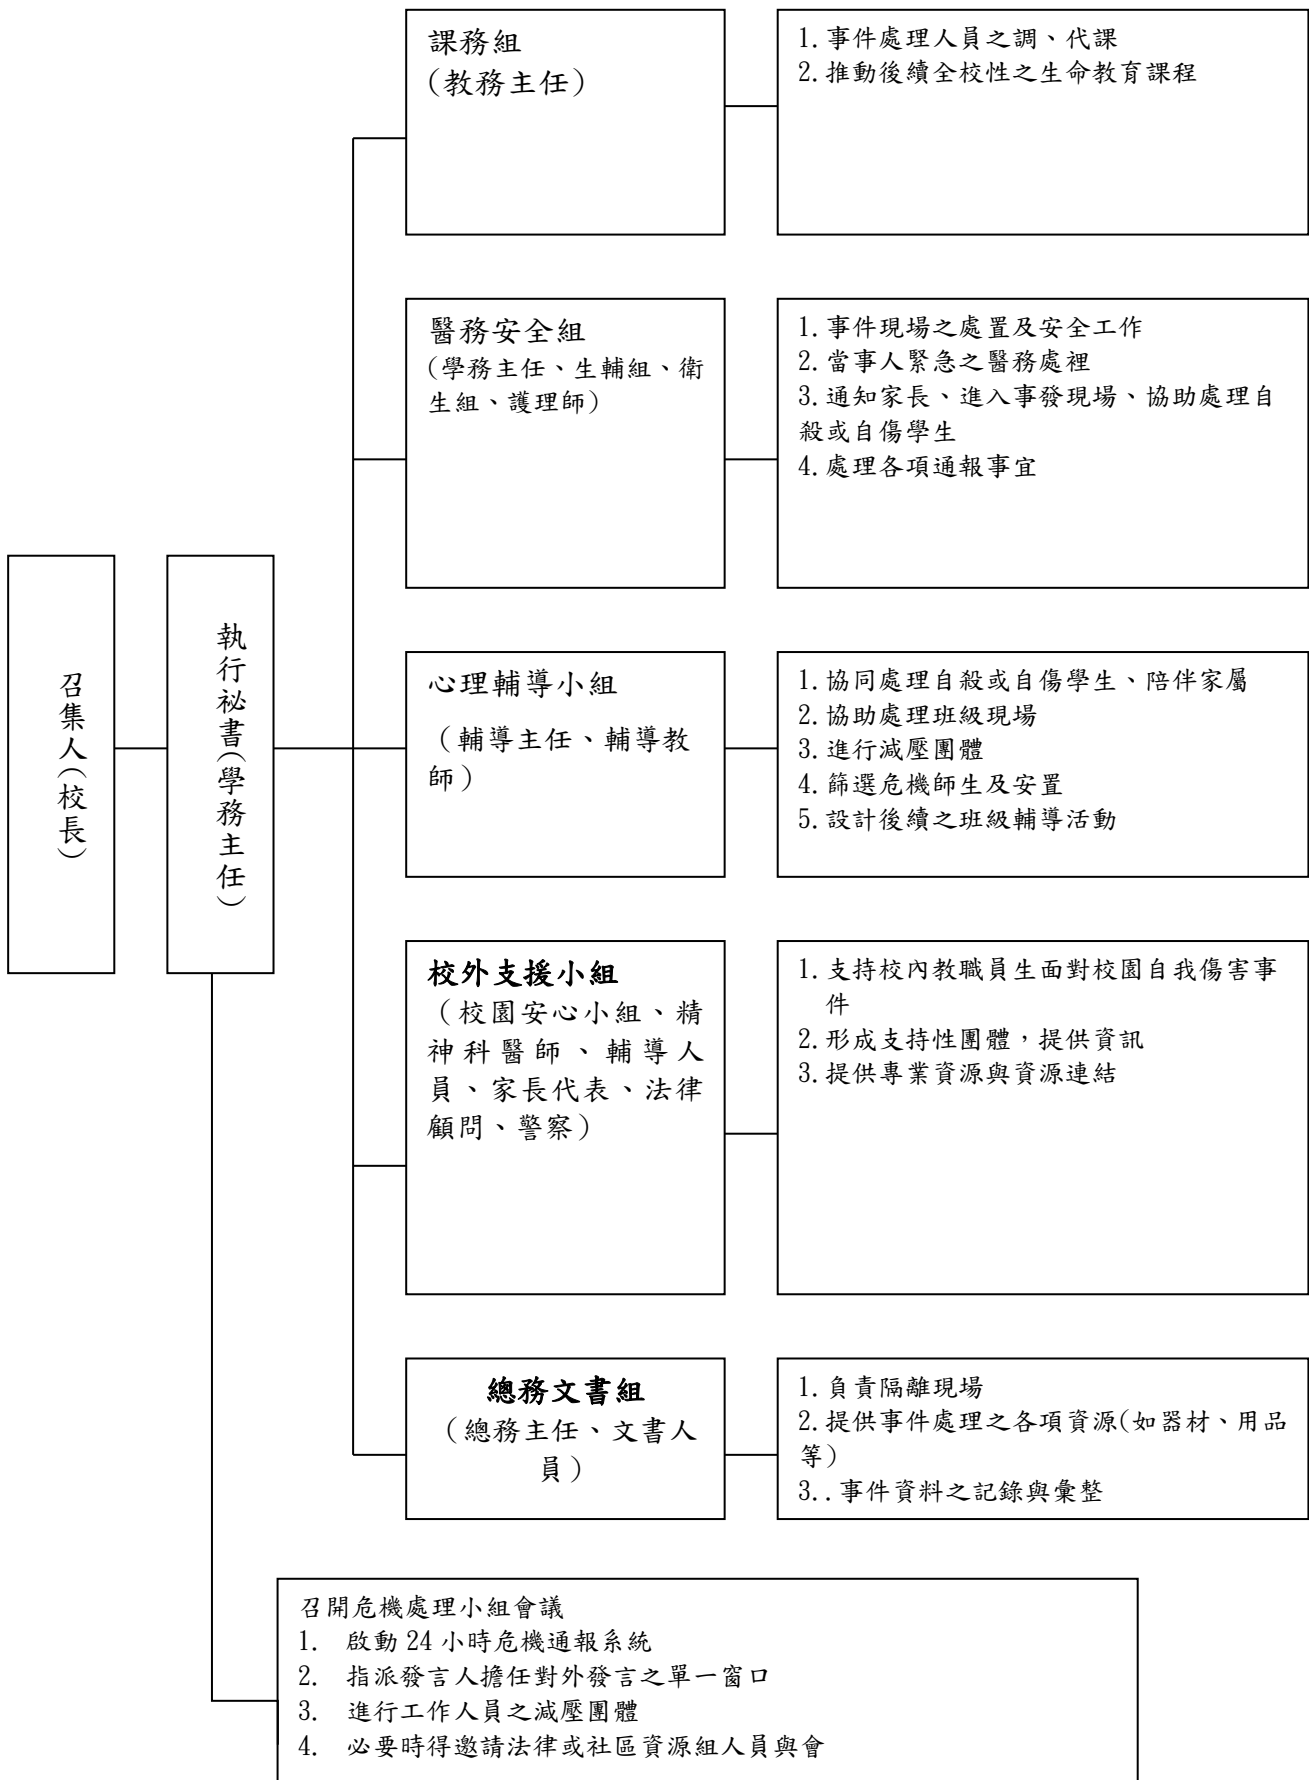 課務組
(教務主任)
1.事件處理人員之調、代課
2.推動後續全校性之生命教育課程
醫務安全組
(學務主任、生輔組、衛
生組、護理師)
1.事件現場之處置及安全工作
2.當事人緊急之醫務處裡
3.通知家長、進入事發現場、協助處理自
殺或自傷學生
4.處理各項通報事宜
召集人(校長)
執行祕書(學務主任)
心理輔導小組
(輔導主任、輔導教
師)
1.協同處理自殺或自傷學生、陪伴家屬
2.協助處理班級現場
3.進行減壓團體
4.篩選危機師生及安置
5.設計後續之班級輔導活動
校外支援小組
(校園安心小組、精
神科醫師、輔導人
員、家長代表、法律
顧問、警察)
1.支持校內教職員生面對校園自我傷害事
件
2.形成支持性團體，提供資訊
3.提供專業資源與資源連結
總務文書組
(總務主任、文書人
員)
1.負責隔離現場
2.提供事件處理之各項資源(如器材、用品
等)
3..事件資料之記錄與彙整
召開危機處理小組會議
1. 啟動24小時危機通報系統
2. 指派發言人擔任對外發言之單一窗口
3. 進行工作人員之減壓團體
4. 必要時得邀請法律或社區資源組人員與會